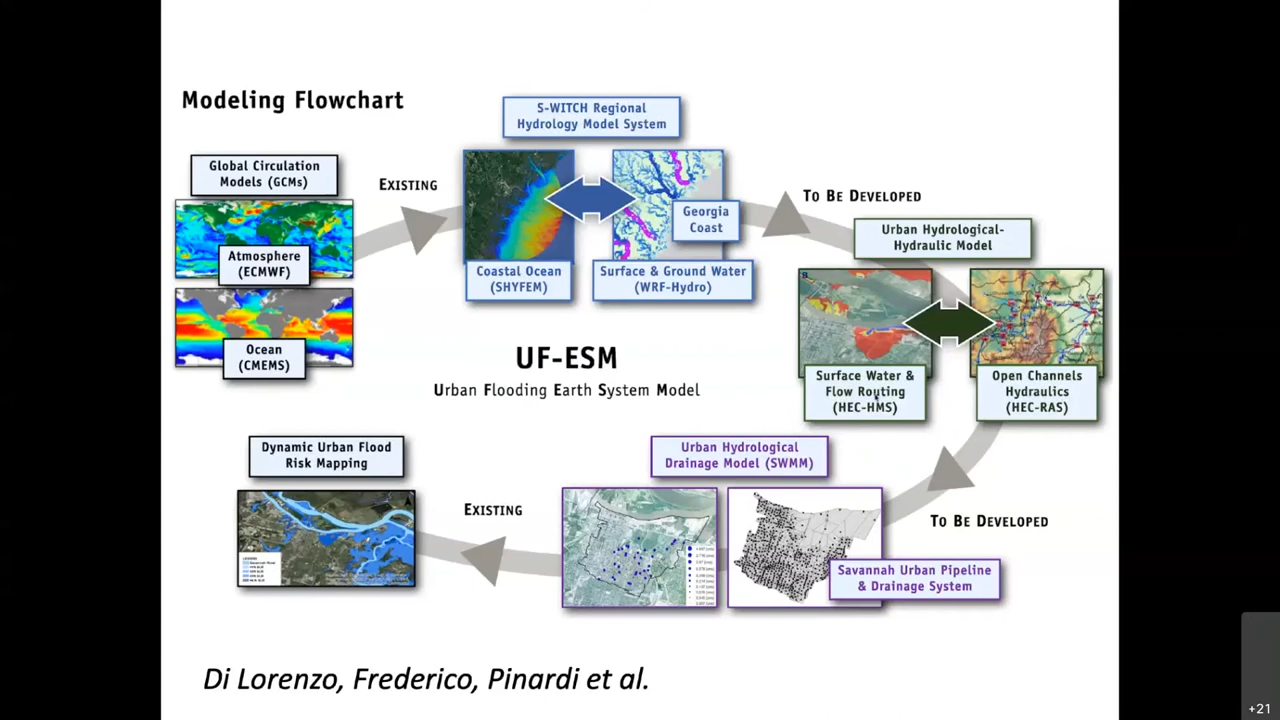 Modeling Flowchart
S-WITCH Regional
Hydrology Model System
Global Circulation
Models (GCMs)
EXISTING
Atmosphere
(ECMWF)
Ocean
(CMEMS)
Georgia
Coast
Coastal Ocean
(SHYFEM)
Surface & Ground Water
(WRF-Hydro)
TO BE DEVELOPED
Urban Hydrological-
Hydraulic Model
Surface Water &
Flow Routing
(HEC-HMS)
Open Channels
Hydraulics
(HEC-RAS)
UF-ESM
Urban Flooding Earth System Model
TO BE DEVELOPED
Urban Hydrological
Drainage Model (SWMM)
Savannah Urban Pipeline
& Drainage System
EXISTING
Dynamic Urban Flood
Risk Mapping
Di Lorenzo, Frederico, Pinardi et al.
+21